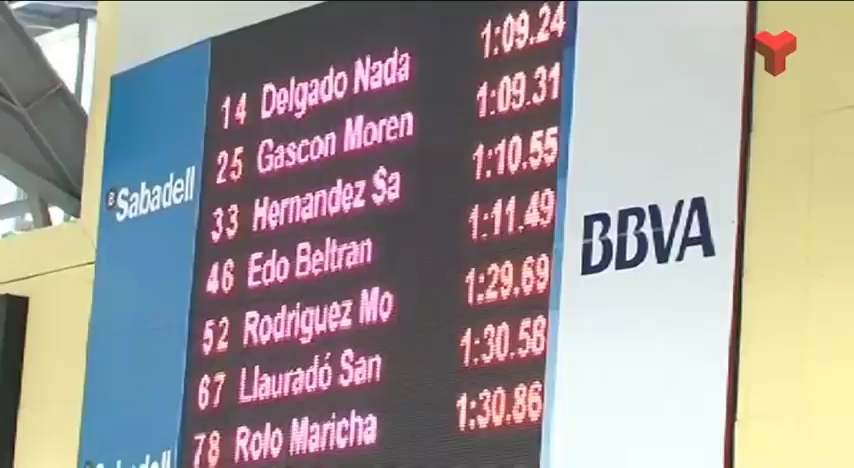 14 Delgado Nada 1:09.24
25 Gascon Moren 1:09.31
33 Hernandez Sa 1:10.55
46 Edo Beltran 1:11.49
52 Rodriguez Mo 1:29.69
67 Llauradó San 1:30.58
78 Rolo Maricha 1:30.86
BSabadell
BBVA
Sabadell